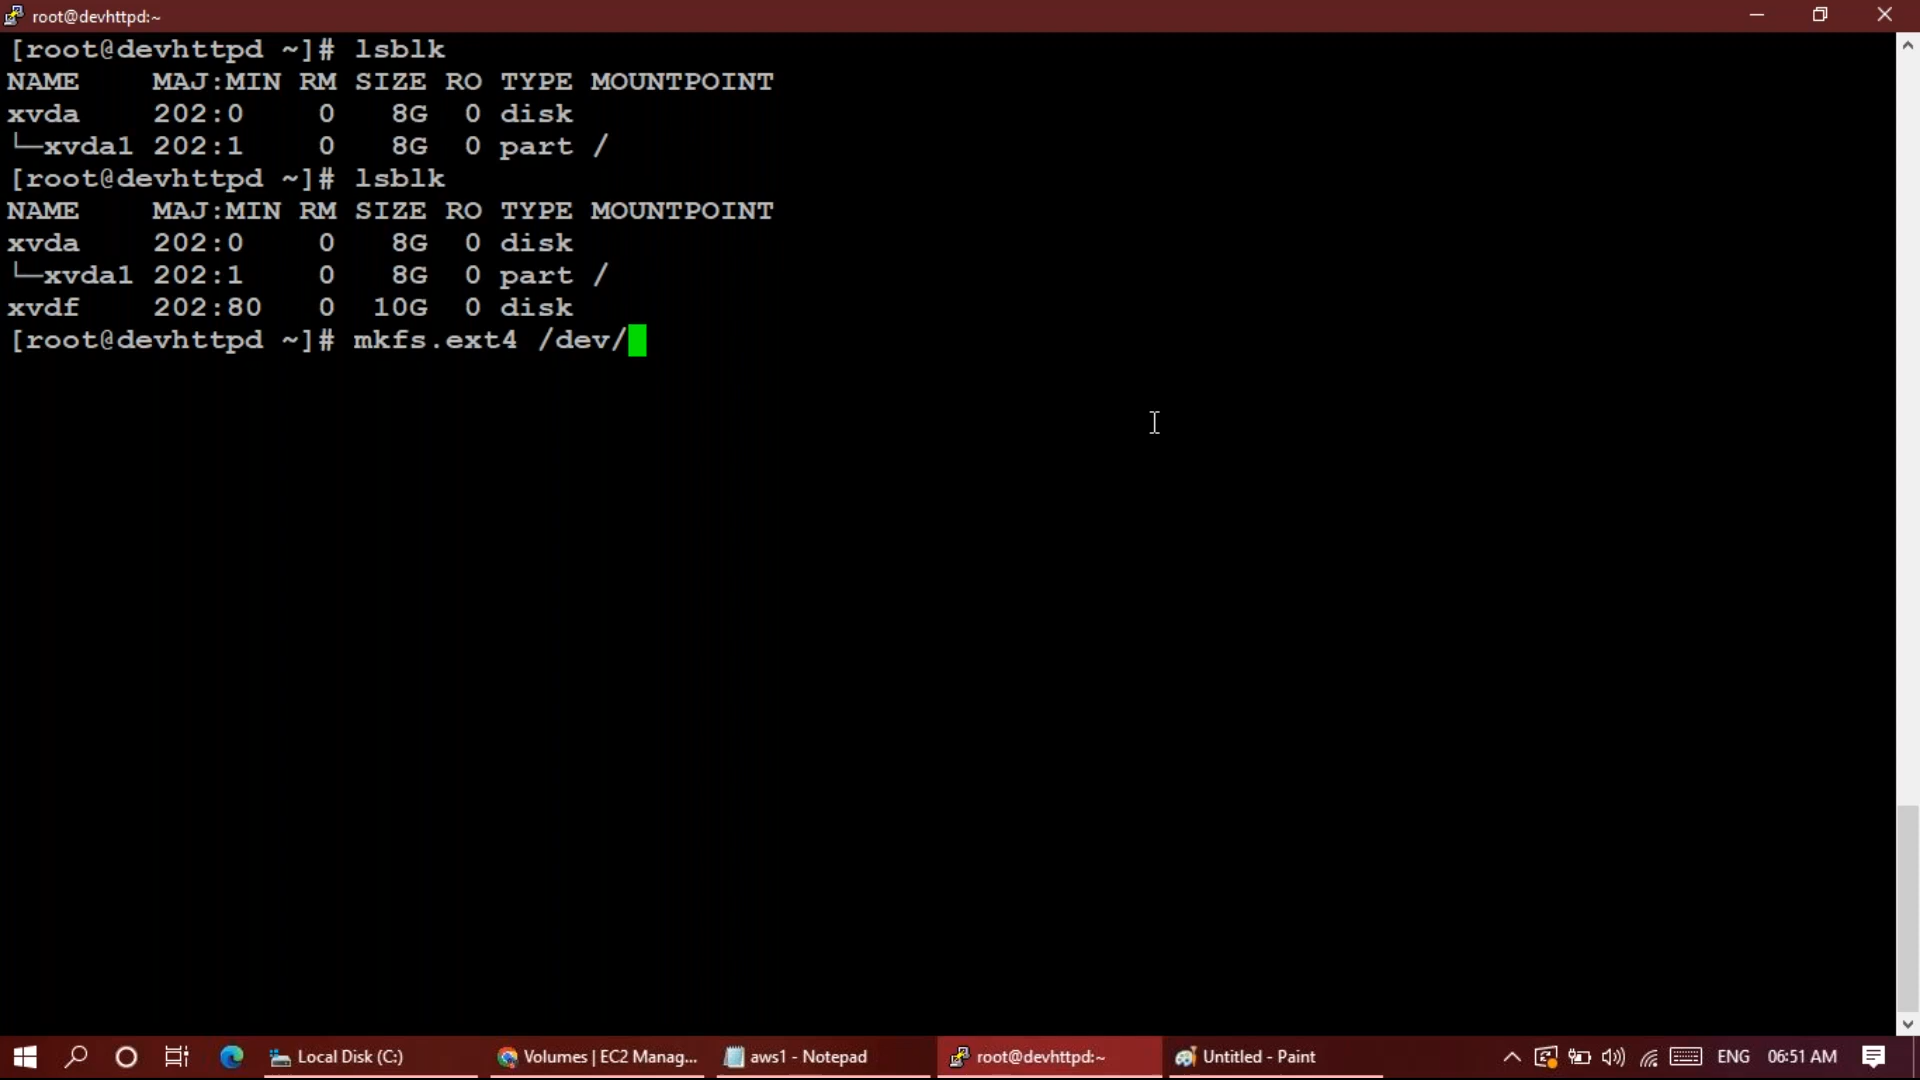 root@devhttpd:~
[root@devhttpd ~]# lsblk
NAME    MAJ:MIN RM SIZE RO TYPE MOUNTPOINT
xvda    202:0    0   8G  0 disk
└─xvda1 202:1    0   8G  0 part /
[root@devhttpd ~]# lsblk
NAME    MAJ:MIN RM SIZE RO TYPE MOUNTPOINT
xvda    202:0    0   8G  0 disk
└─xvda1 202:1    0   8G  0 part /
xvdf    202:80   0  10G  0 disk
[root@devhttpd ~]# mkfs.ext4 /dev/
Local Disk (C:) Volumes | EC2 Manag... aws1 - Notepad root@devhttpd:~ Untitled - Paint ENG 06:51 AM